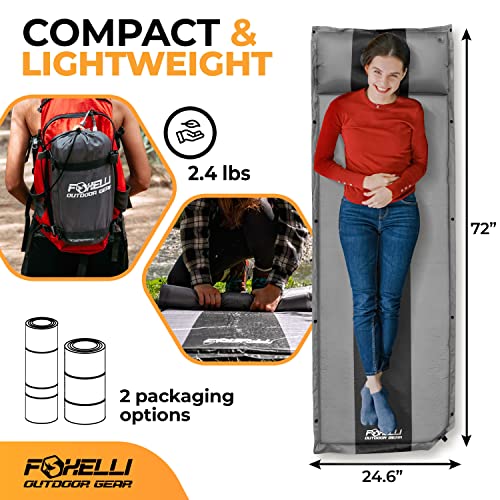 COMPACT &
LIGHTWEIGHT
FOXELLI
OUTDOOR GEAR
2.4 lbs
72”
2 packaging
options
FOXELLI
OUTDOOR GEAR
24.6”
FOXELLI
OUTDOOR GEAR